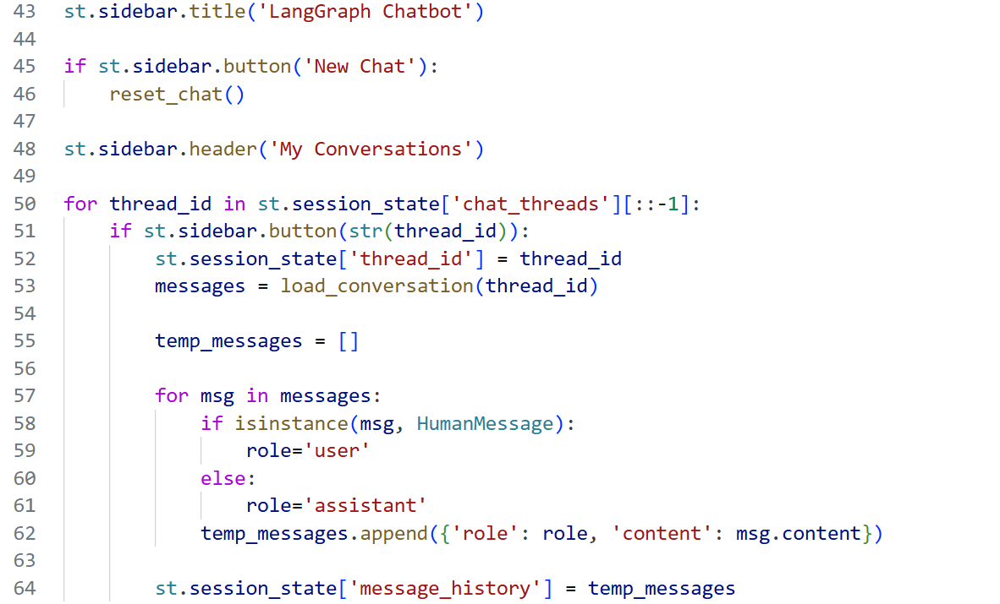 43 st.sidebar.title('LangGraph Chatbot')
44
45 if st.sidebar.button('New Chat'):
46     reset_chat()
47
48 st.sidebar.header('My Conversations')
49
50 for thread_id in st.session_state['chat_threads'][::-1]:
51     if st.sidebar.button(str(thread_id)):
52         st.session_state['thread_id'] = thread_id
53         messages = load_conversation(thread_id)
54
55         temp_messages = []
56
57         for msg in messages:
58             if isinstance(msg, HumanMessage):
59                 role='user'
60             else:
61                 role='assistant'
62             temp_messages.append({'role': role, 'content': msg.content})
63
64         st.session_state['message_history'] = temp_messages